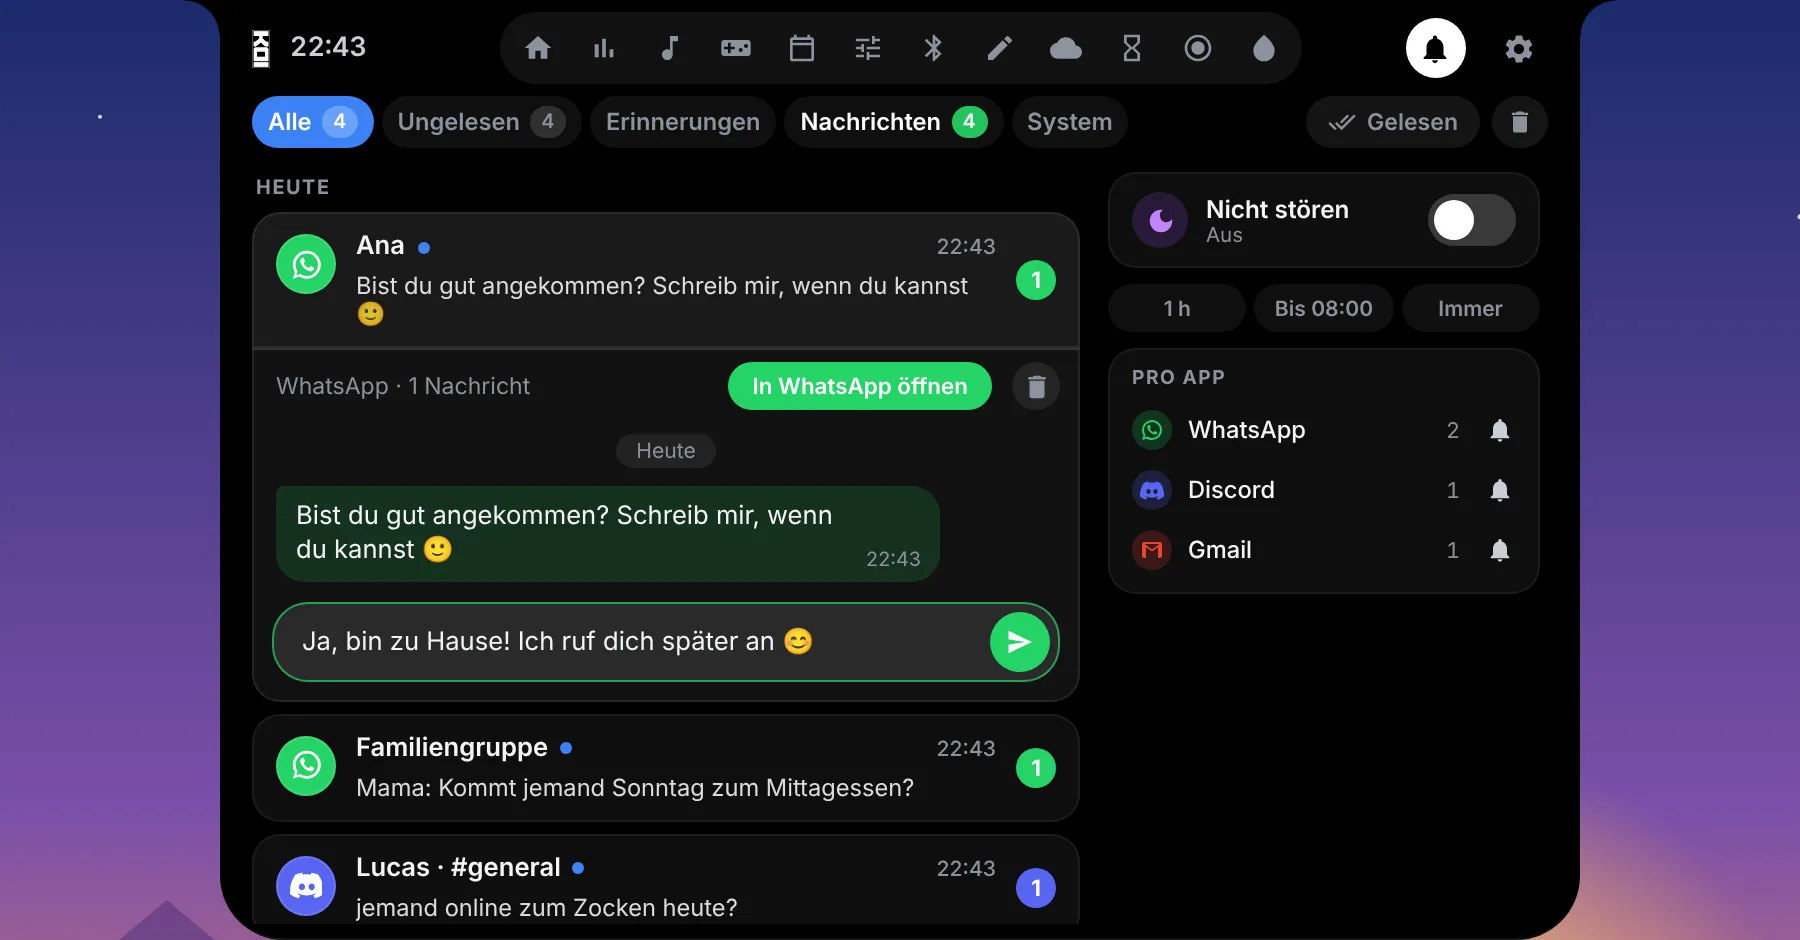 22:43
Alle 4
Ungelesen 4
Erinnerungen
Nachrichten 4
System
Gelesen
HEUTE
Ana
22:43
Bist du gut angekommen? Schreib mir, wenn du kannst
🙂
1
WhatsApp · 1 Nachricht
In WhatsApp öffnen
Heute
Bist du gut angekommen? Schreib mir, wenn
du kannst 🙂
22:43
Ja, bin zu Hause! Ich ruf dich später an 😊
Familiengruppe
22:43
Mama: Kommt jemand Sonntag zum Mittagessen?
1
Lucas · #general
22:43
jemand online zum Zocken heute?
1
Nicht stören
Aus
1 h
Bis 08:00
Immer
PRO APP
WhatsApp 2
Discord 1
Gmail 1